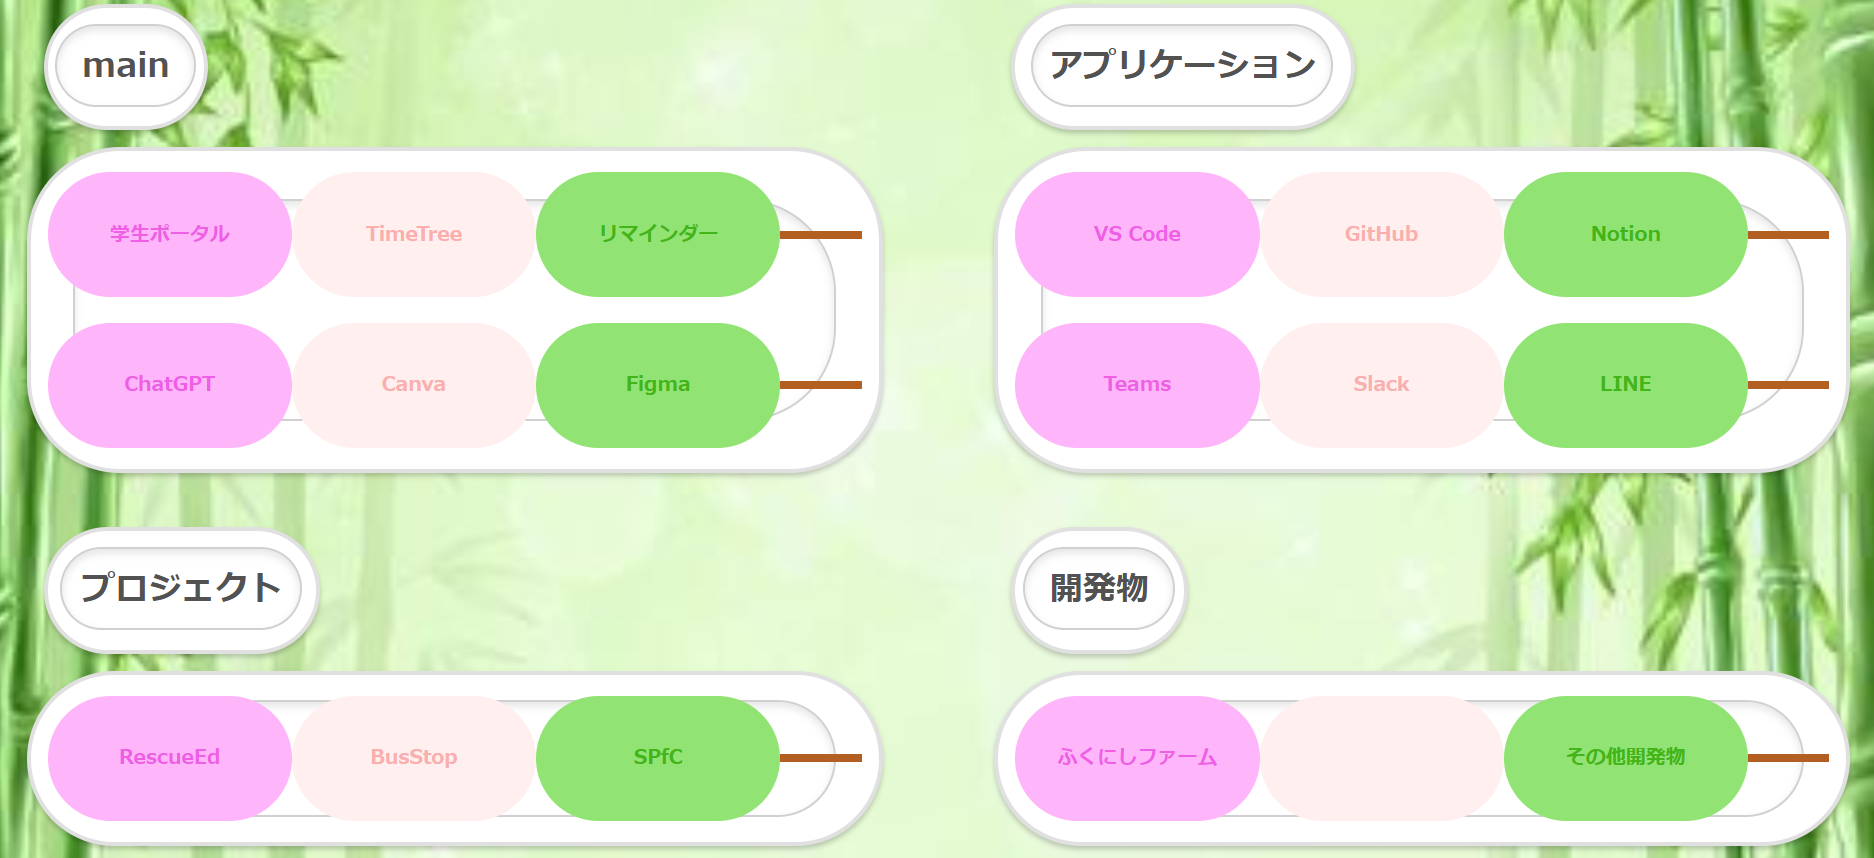 main
学生ポータル
TimeTree
リマインダー
ChatGPT
Canva
Figma
アプリケーション
VS Code
GitHub
Notion
Teams
Slack
LINE
プロジェクト
RescueEd
BusStop
SPfC
開発物
ふくにしファーム
その他開発物